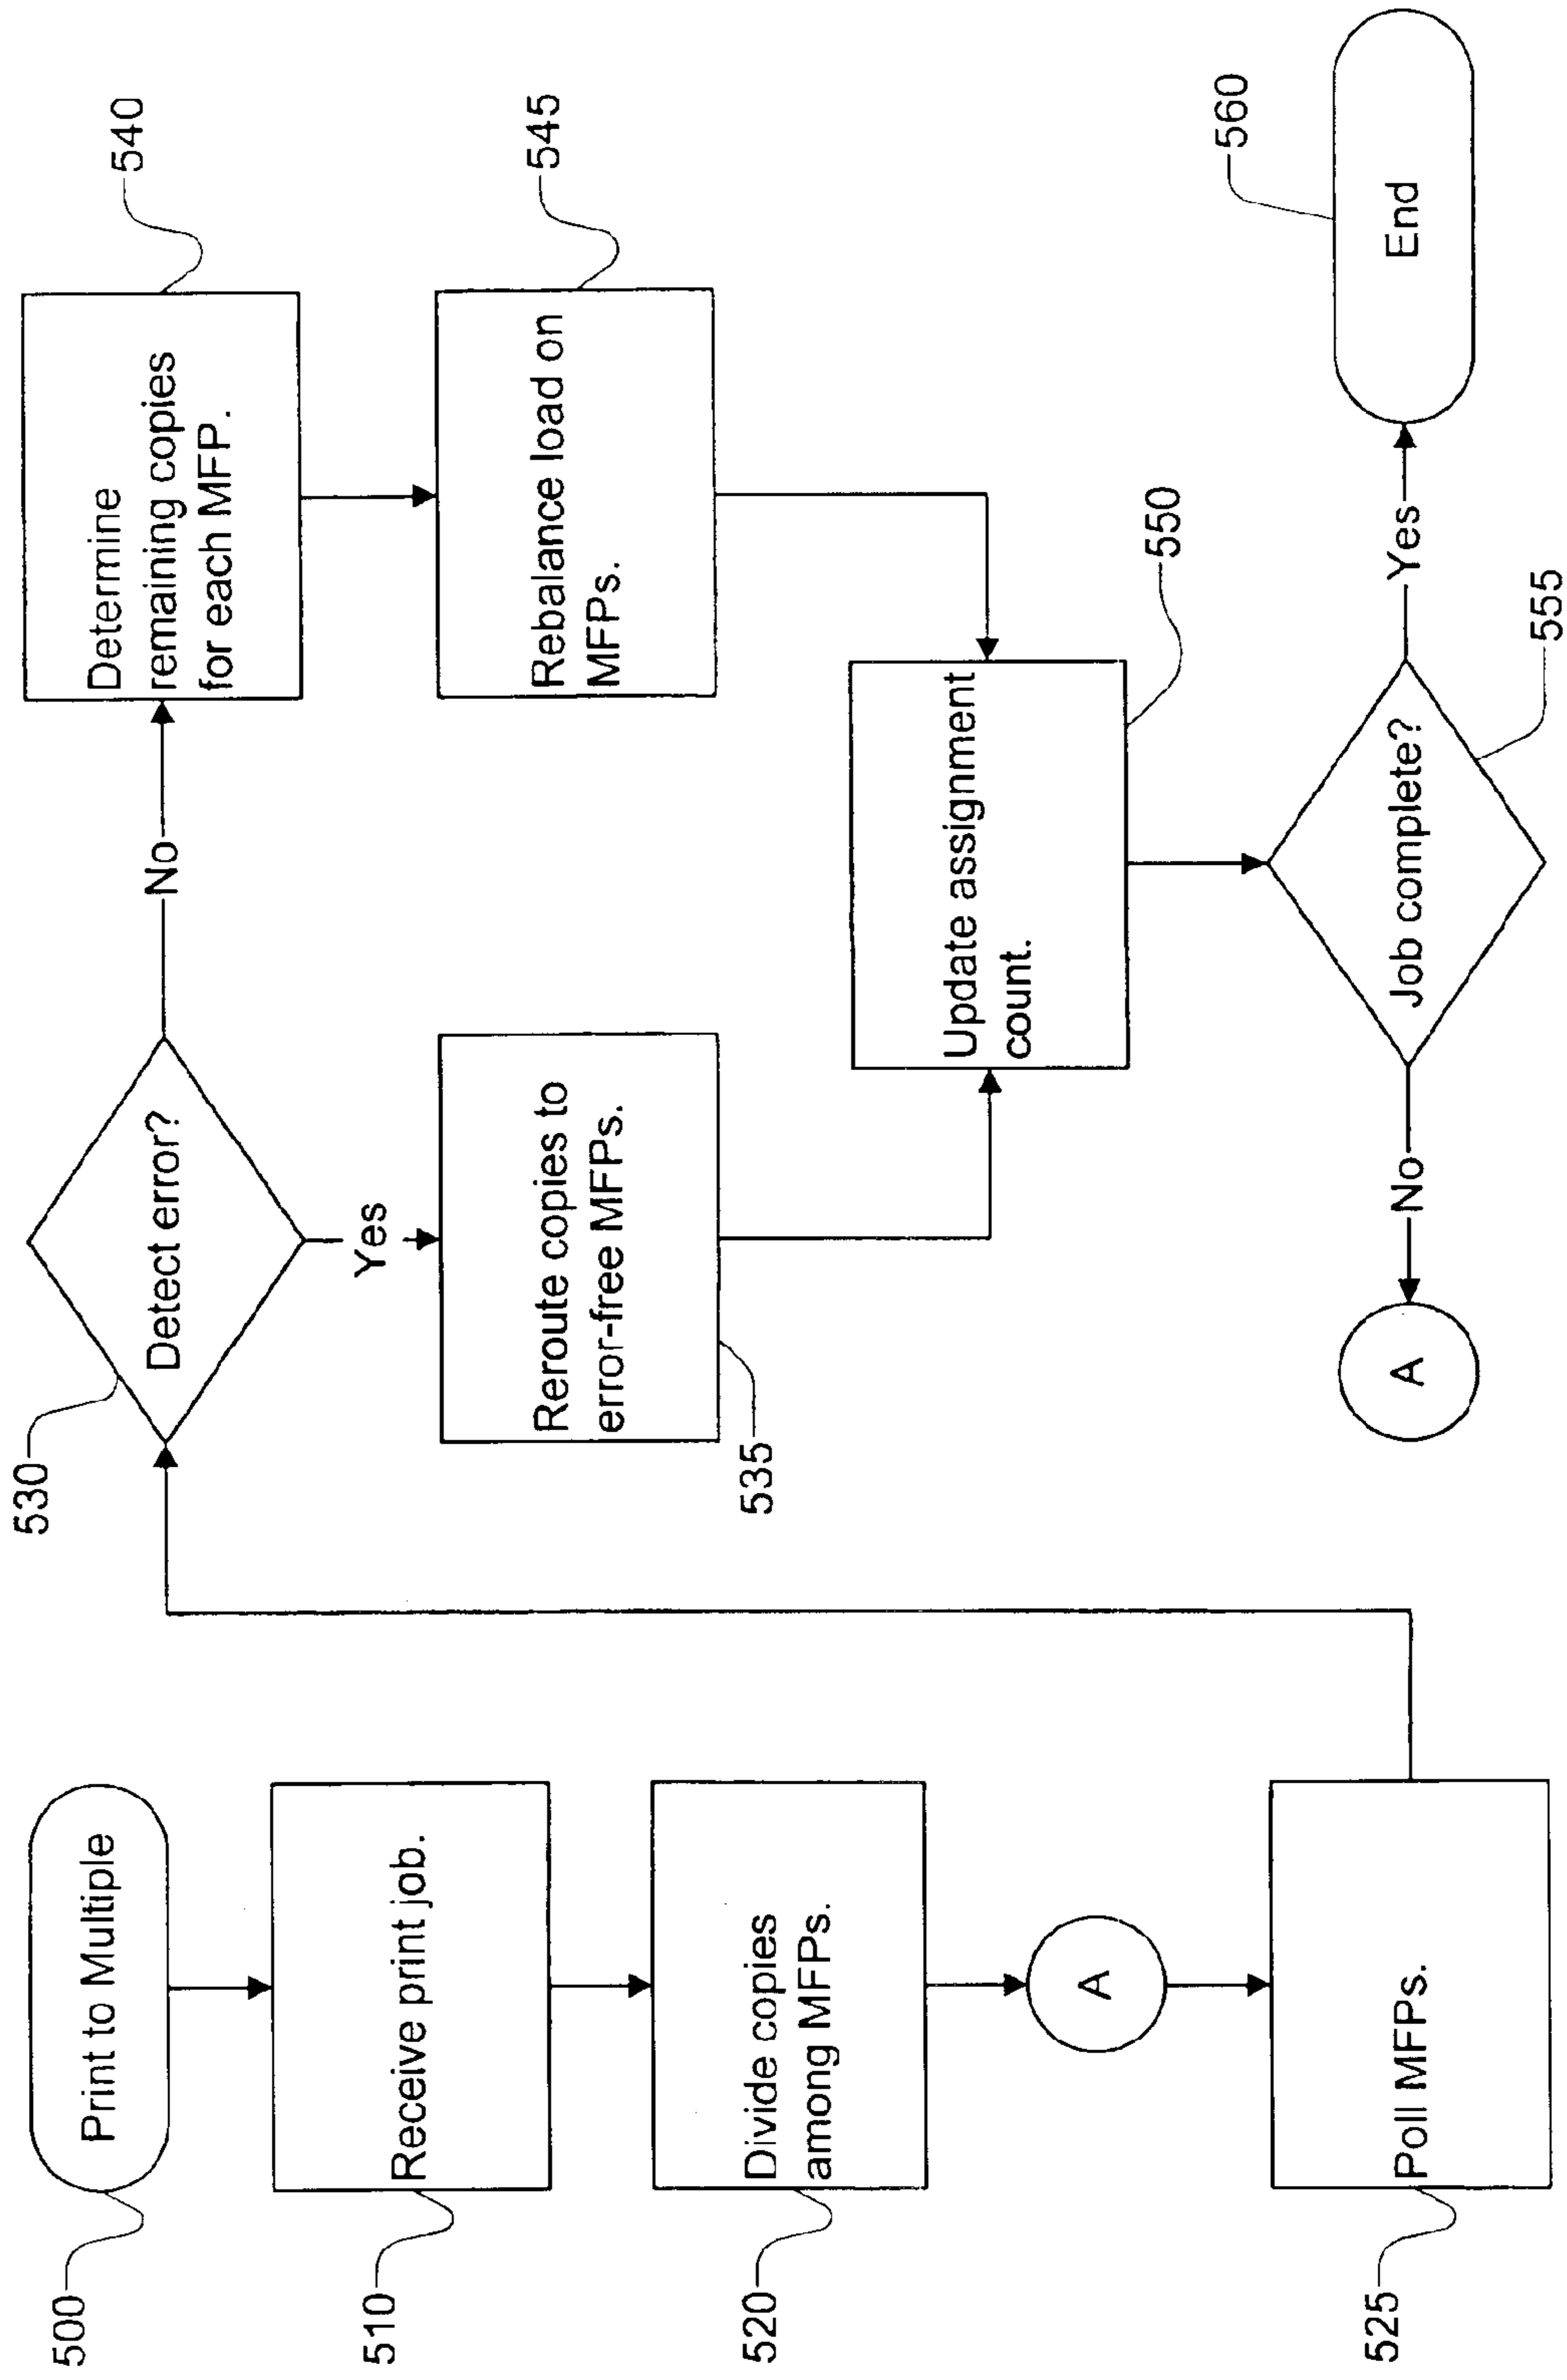 500
Print to Multiple
510
Receive print job.
520
Divide copies
among MFPs.
A
525
Poll MFPs.
530
Detect error?
Yes
No
535
Reroute copies to
error-free MFPs.
540
Determine
remaining copies
for each MFP.
545
Rebalance load on
MFPs.
550
Update assignment
count.
555
Job complete?
No
A
Yes
560
End